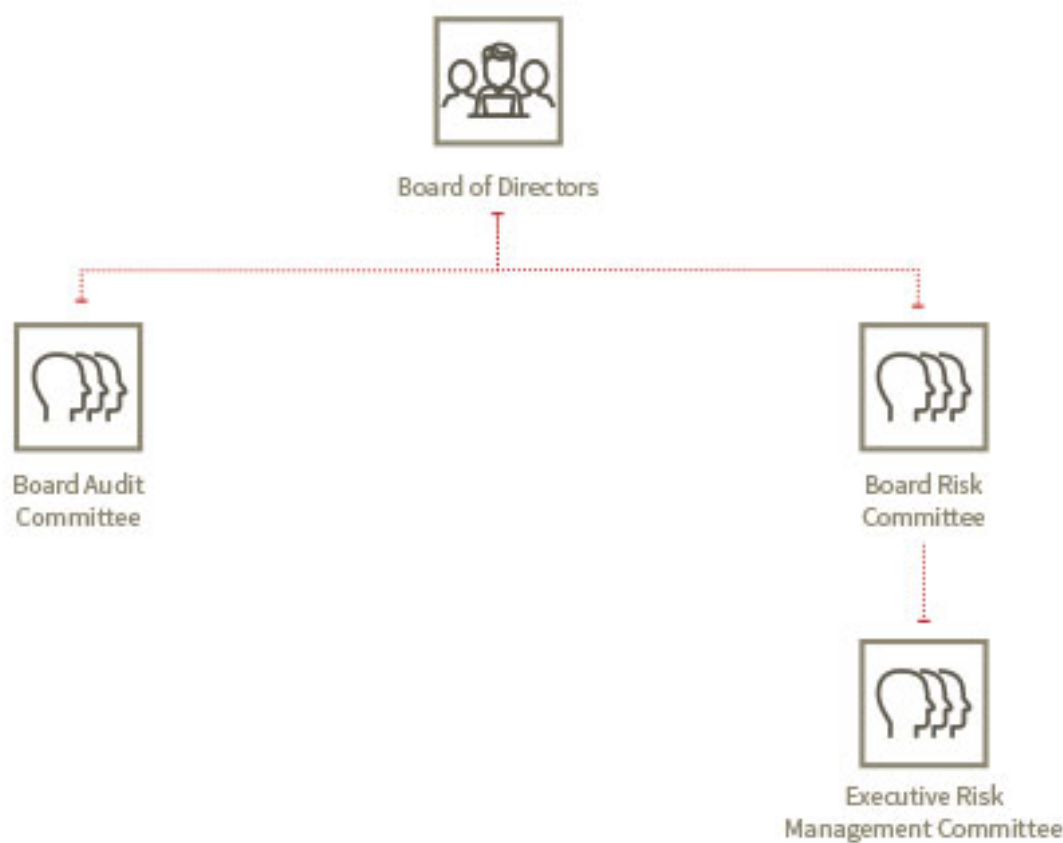 Board of Directors
Board Audit
Committee
Board Risk
Committee
Executive Risk
Management Committee